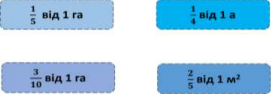 1/5 від 1 га
1/4 від 1 а
3/10 від 1 га
2/5 від 1 м²